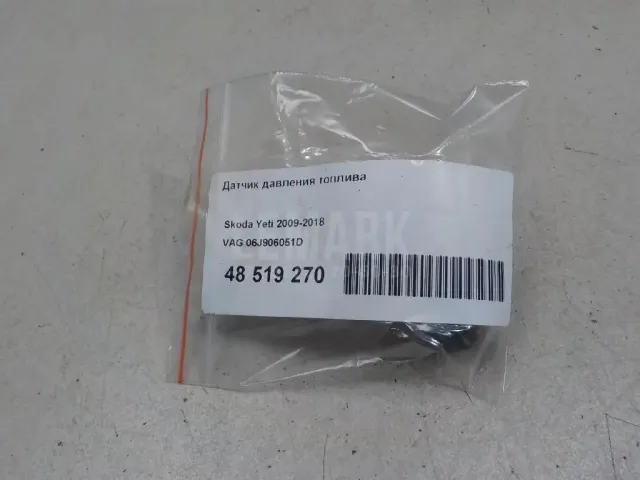 Датчик давления топлива
Skoda Yeti 2009-2018
VAG 06J906051D
48 519 270